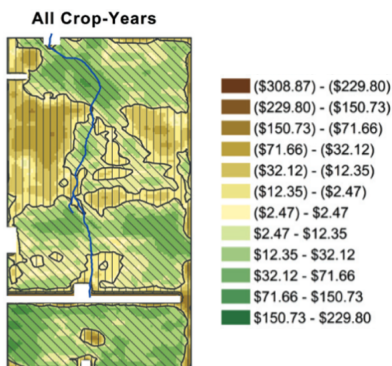 All Crop-Years
($308.87) - ($229.80)
($229.80) - ($150.73)
($150.73) - ($71.66)
($71.66) - ($32.12)
($32.12) - ($12.35)
($12.35) - ($2.47)
($2.47) - $2.47
$2.47 - $12.35
$12.35 - $32.12
$32.12 - $71.66
$71.66 - $150.73
$150.73 - $229.80